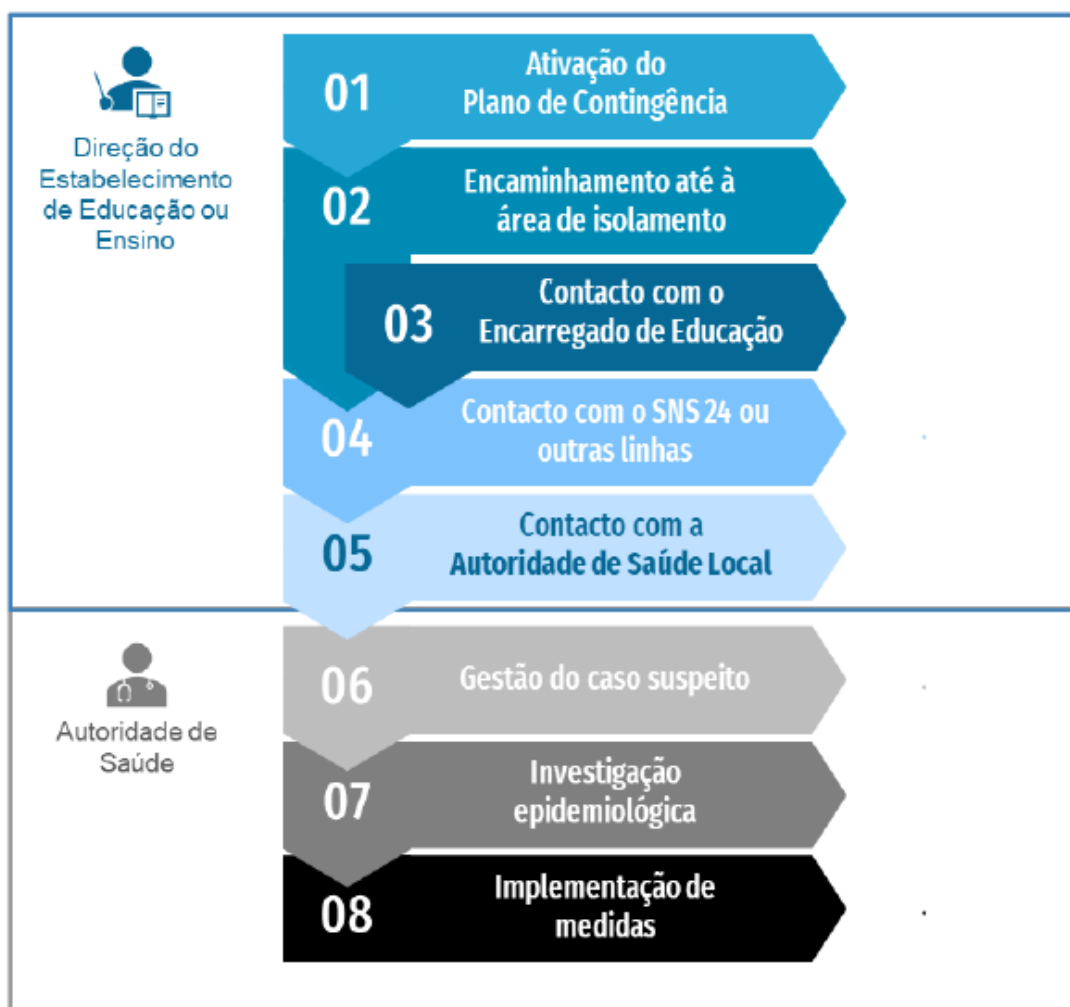 Direção do
Estabelecimento
de Educação ou
Ensino
01
Ativação do
Plano de Contingência
02
Encaminhamento até à
área de isolamento
03
Contacto com o
Encarregado de Educação
04
Contacto com o SNS 24 ou
outras linhas
05
Contacto com a
Autoridade de Saúde Local
Autoridade de
Saúde
06
Gestão do caso suspeito
07
Investigação
epidemiológica
08
Implementação de
medidas